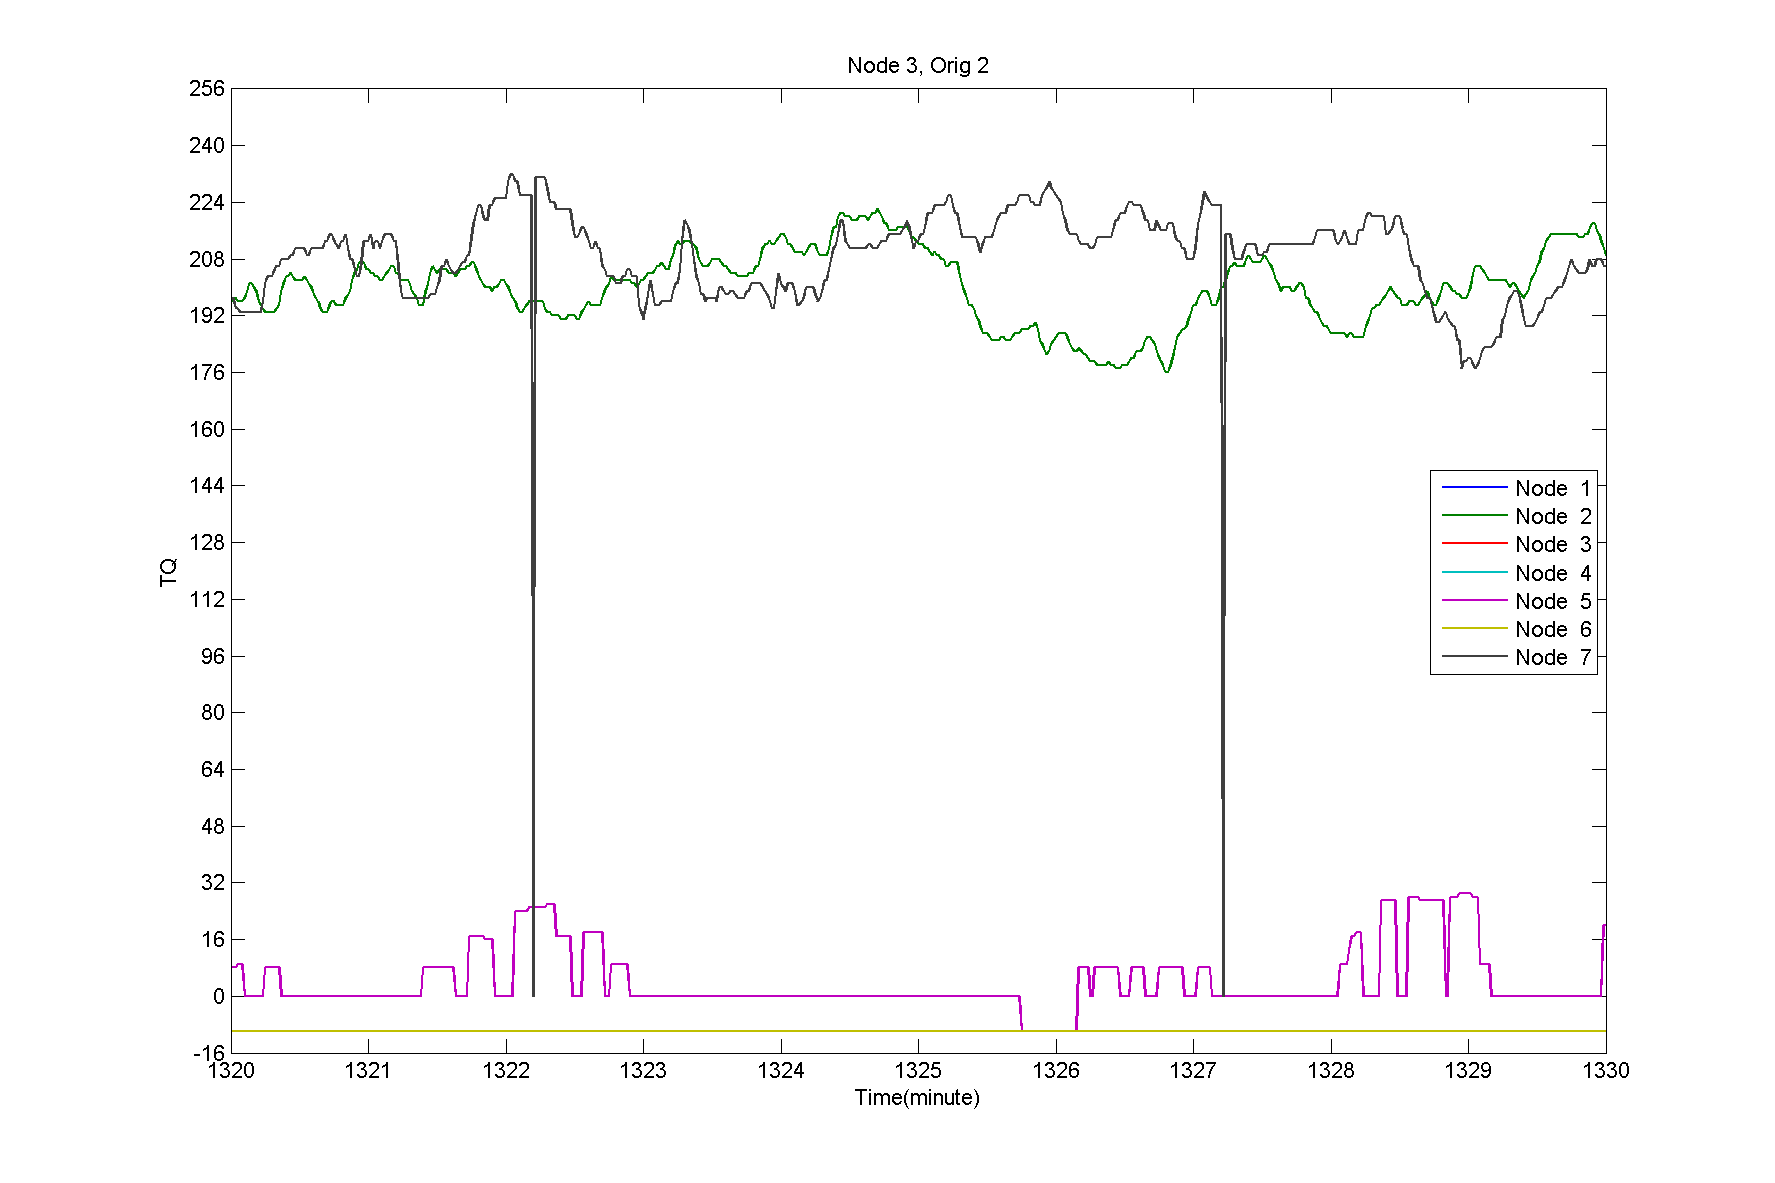 Node 3, Orig 2
256
240
224
208
192
176
160
144
128
112
96
80
64
48
32
16
0
-16
TQ
1320 1321 1322 1323 1324 1325 1326 1327 1328 1329 1330
Time(minute)
Node 1
Node 2
Node 3
Node 4
Node 5
Node 6
Node 7